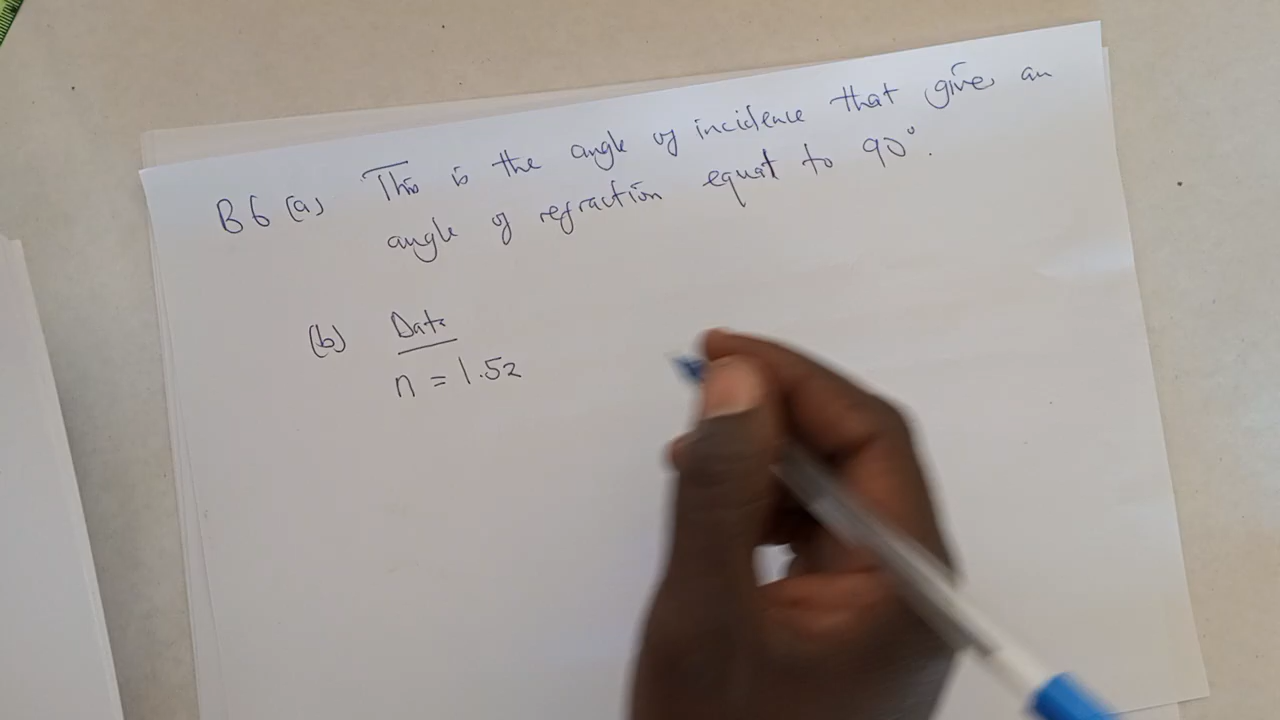 B6 (a) This is the angle of incidence that give an
angle of refraction equal to 90°.
(b) Data
n = 1.52